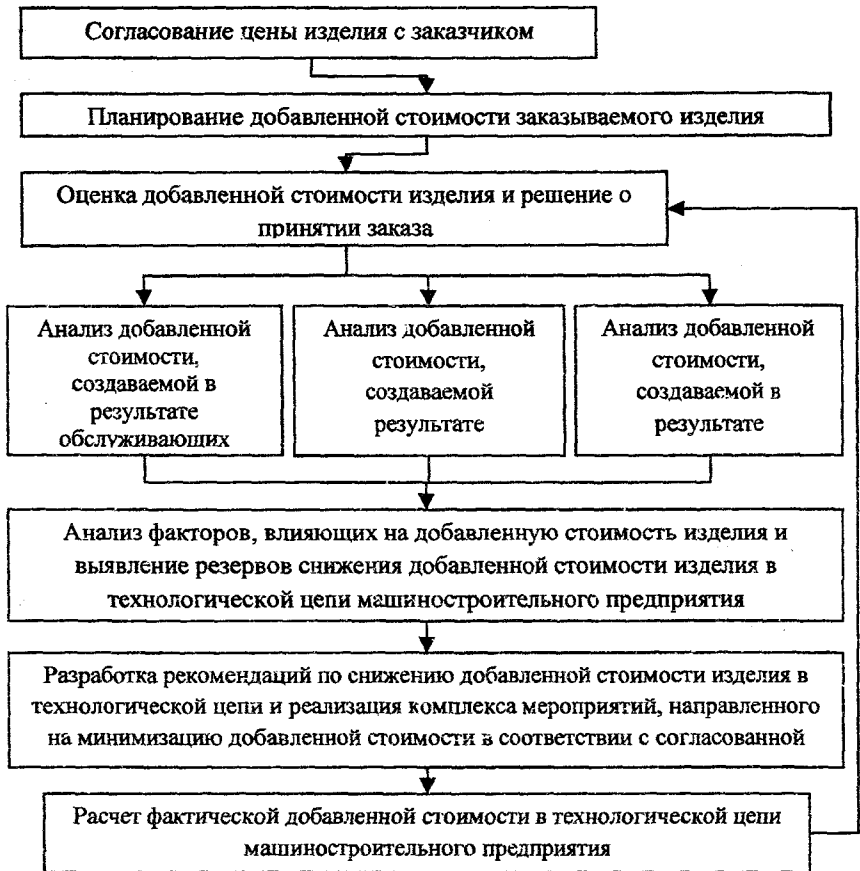 Согласование цены изделия с заказчиком
Планирование добавленной стоимости заказываемого изделия
Оценка добавленной стоимости изделия и решение о
принятии заказа
Анализ добавленной
стоимости,
создаваемой в
результате
обслуживающих
Анализ добавленной
стоимости,
создаваемой
результате
Анализ добавленной
стоимости,
создаваемой в
результате
Анализ факторов, влияющих на добавленную стоимость изделия и
выявление резервов снижения добавленной стоимости изделия в
технологической цепи машиностроительного предприятия
Разработка рекомендаций по снижению добавленной стоимости изделия в
технологической цепи и реализация комплекса мероприятий, направленного
на минимизацию добавленной стоимости в соответствии с согласованной
Расчет фактической добавленной стоимости в технологической цепи
машиностроительного предприятия